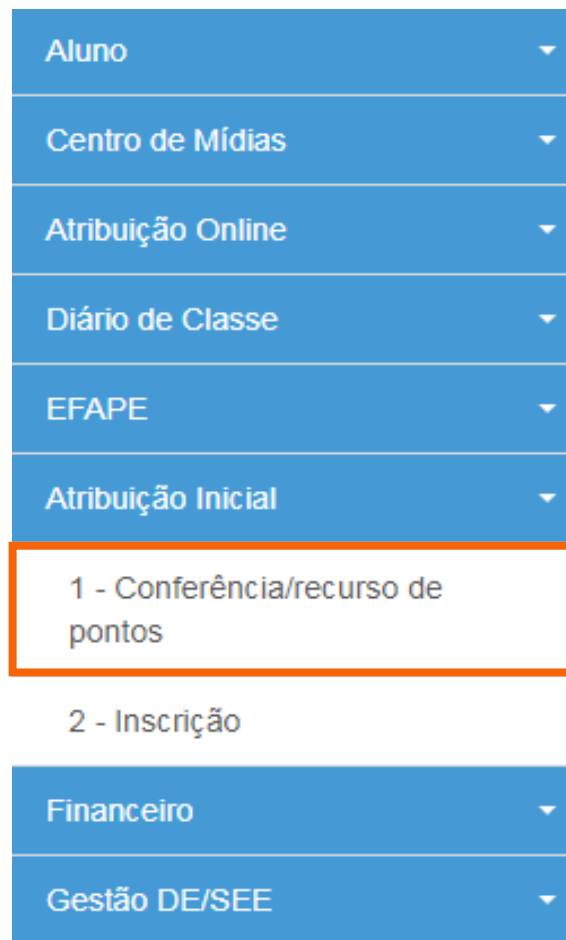 Aluno
Centro de Mídias
Atribuição Online
Diário de Classe
EFAPE
Atribuição Inicial
1 - Conferência/recurso de
pontos
2 - Inscrição
Financeiro
Gestão DE/SEE